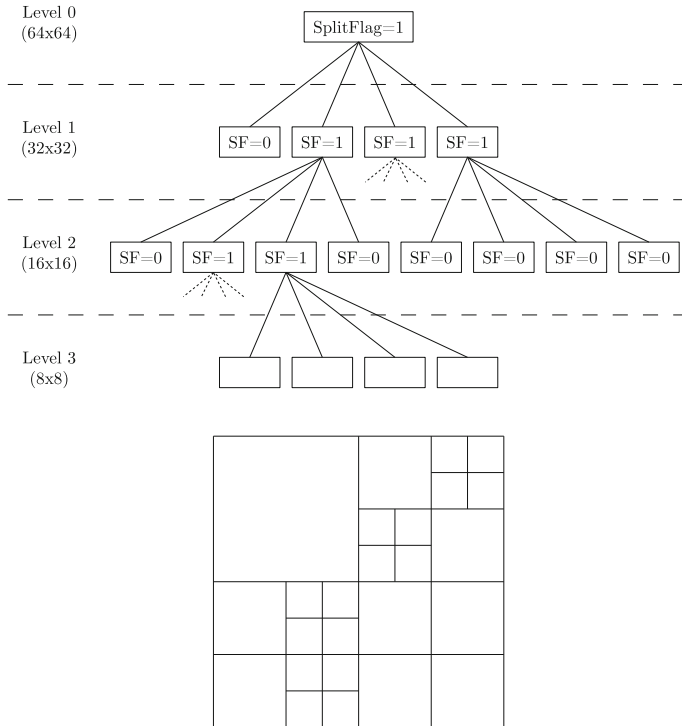 Level 0
(64x64)
SplitFlag=1
Level 1
(32x32)
SF=0
SF=1
SF=1
SF=1
Level 2
(16x16)
SF=0
SF=1
SF=1
SF=0
SF=0
SF=0
SF=0
SF=0
Level 3
(8x8)